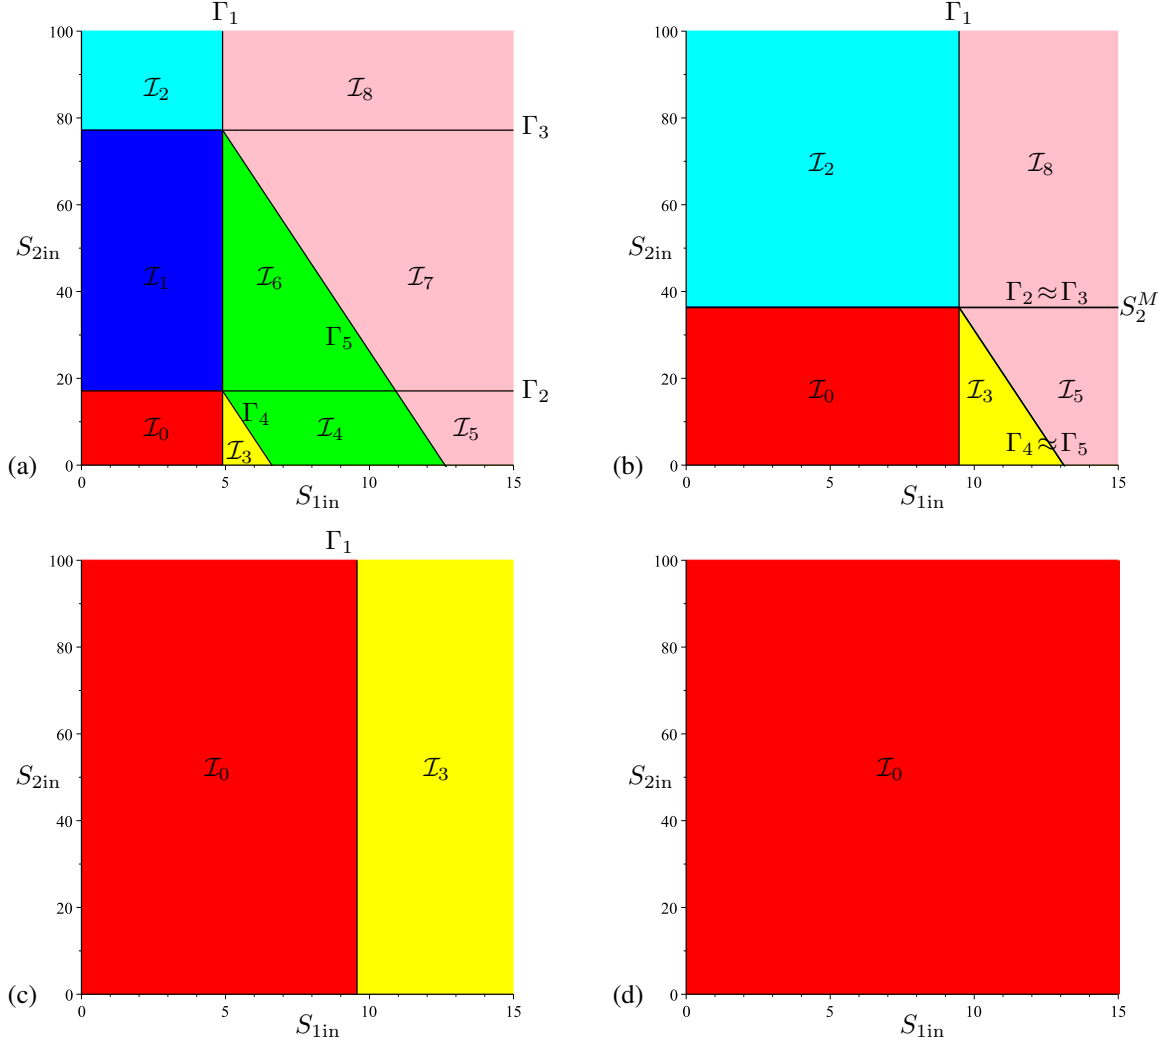 Γ₁ Γ₁
100 100
ℐ₂ ℐ₈
80 80
Γ₃
ℐ₂ ℐ₈
60 60
S₂ᵢₙ S₂ᵢₙ
ℐ₁ ℐ₆ ℐ₇
40 40
Γ₂≈Γ₃ S₂ᴹ
Γ₅
20 20
Γ₂
ℐ₀ ℐ₃ ℐ₅
Γ₄
ℐ₀ ℐ₃ ℐ₄ ℐ₅
Γ₄≈Γ₅
(a) 0 (b) 0
0 5 10 15 0 5 10 15
S₁ᵢₙ S₁ᵢₙ
Γ₁
100 100
80 80
60 60
ℐ₀ ℐ₃ ℐ₀
S₂ᵢₙ S₂ᵢₙ
40 40
20 20
(c) 0 (d) 0
0 5 10 15 0 5 10 15
S₁ᵢₙ S₁ᵢₙ